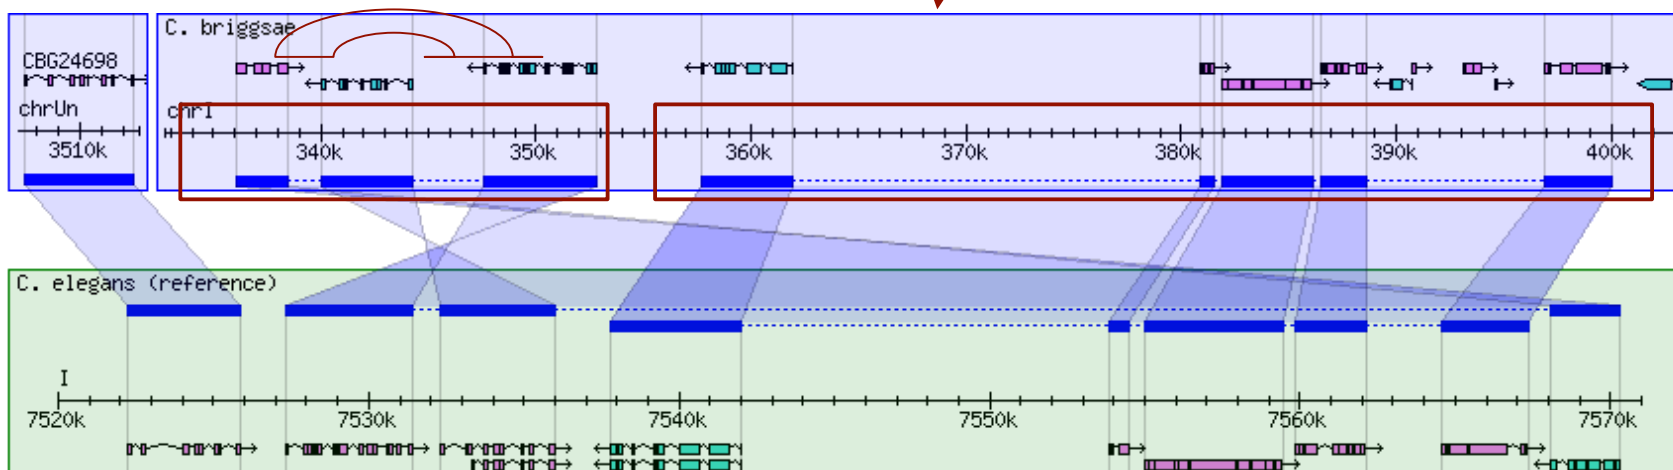 C. briggsae
CBG24698
chrUn
chrI
3510k
340k 350k 360k 370k 380k 390k 400k
C. elegans (reference)
I
7520k 7530k 7540k 7550k 7560k 7570k